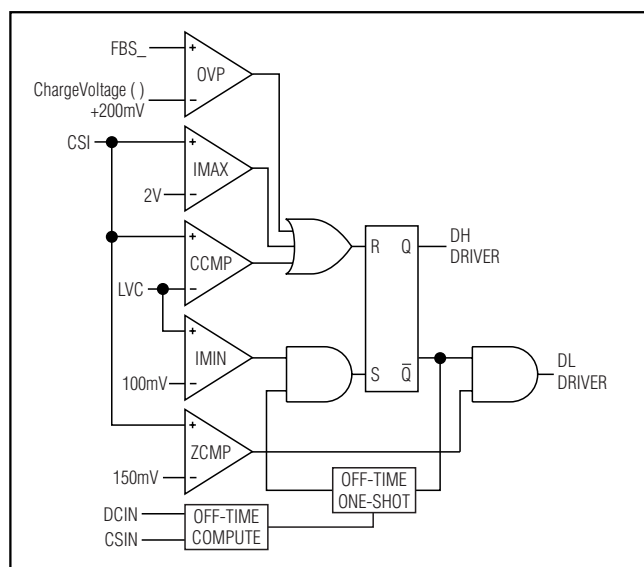 FBS_
+
OVP
ChargeVoltage ( )
+200mV
−
CSI
+
IMAX
2V
−
+
CCMP
R
Q
DH
DRIVER
LVC
−
+
IMIN
100mV
−
S
Q̅
DL
DRIVER
+
ZCMP
150mV
−
OFF-TIME
ONE-SHOT
DCIN
OFF-TIME
CSIN
COMPUTE